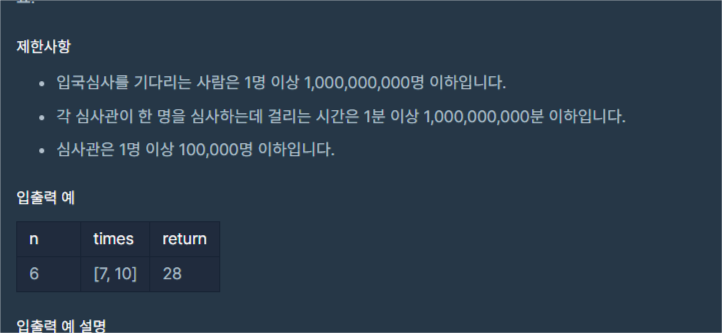 제한사항
• 입국심사를 기다리는 사람은 1명 이상 1,000,000,000명 이하입니다.
• 각 심사관이 한 명을 심사하는데 걸리는 시간은 1분 이상 1,000,000,000분 이하입니다.
• 심사관은 1명 이상 100,000명 이하입니다.
입출력 예
n times return
6 [7, 10] 28
입출력 예 설명